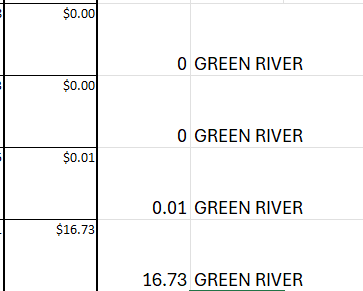 $0.00
0 GREEN RIVER
$0.00
0 GREEN RIVER
$0.01
0.01 GREEN RIVER
$16.73
16.73 GREEN RIVER